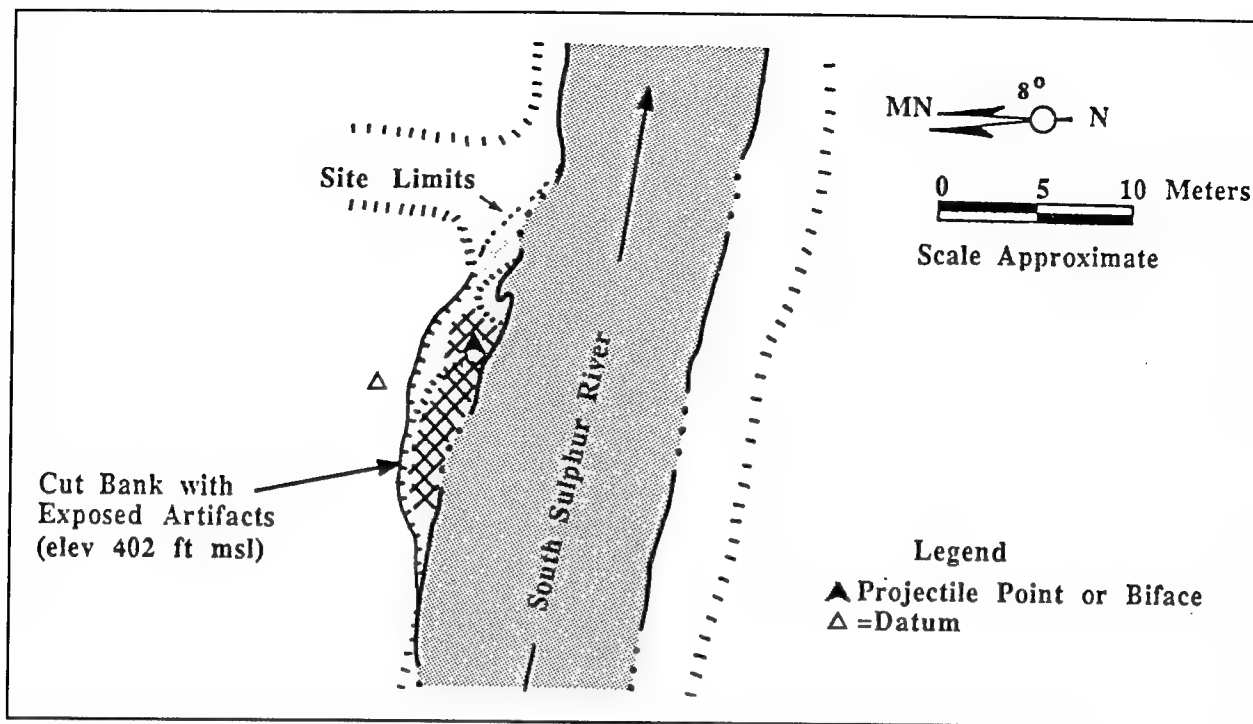 8°
MN N
0 5 10 Meters
Scale Approximate
Site Limits
South Sulphur River
Cut Bank with
Exposed Artifacts
(elev 402 ft msl)
Legend
Projectile Point or Biface
=Datum